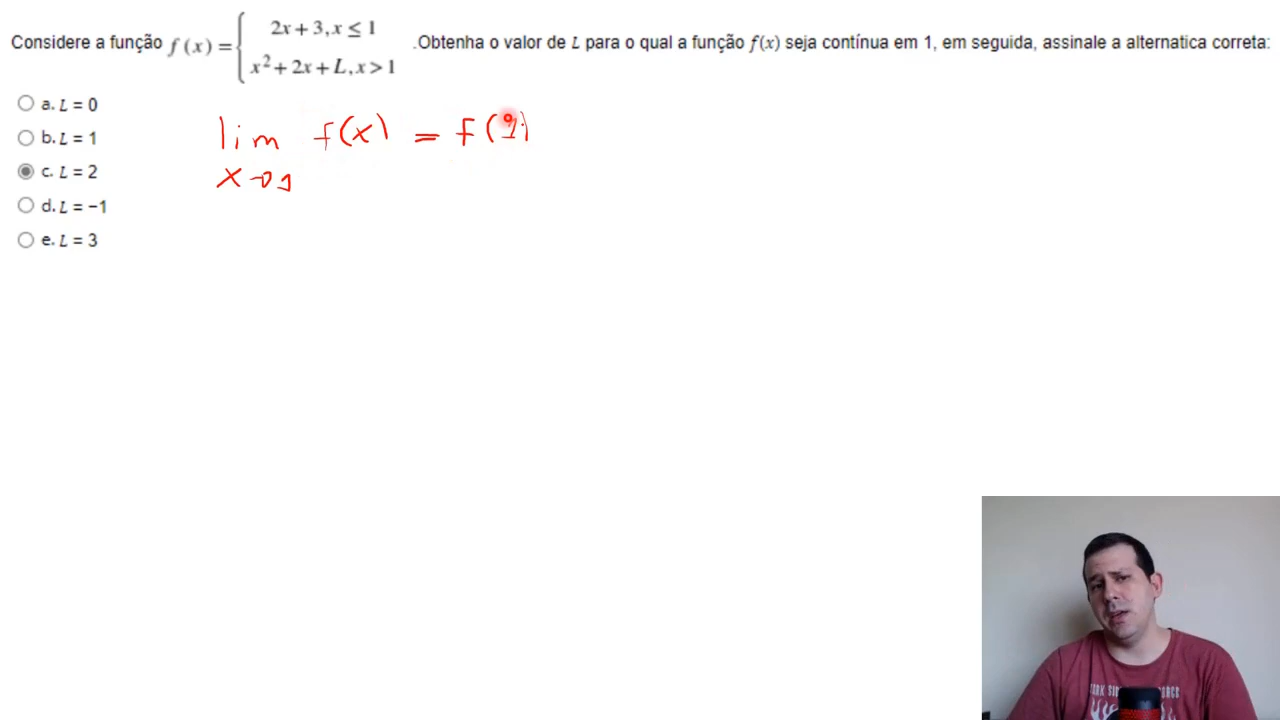 Considere a função f(x) = { 2x + 3, x ≤ 1
x² + 2x + L, x > 1
.Obtenha o valor de L para o qual a função f(x) seja contínua em 1, em seguida, assinale a alternatica correta:
a. L = 0
b. L = 1
c. L = 2
d. L = −1
e. L = 3
lim f(x) = f(1)
x→1